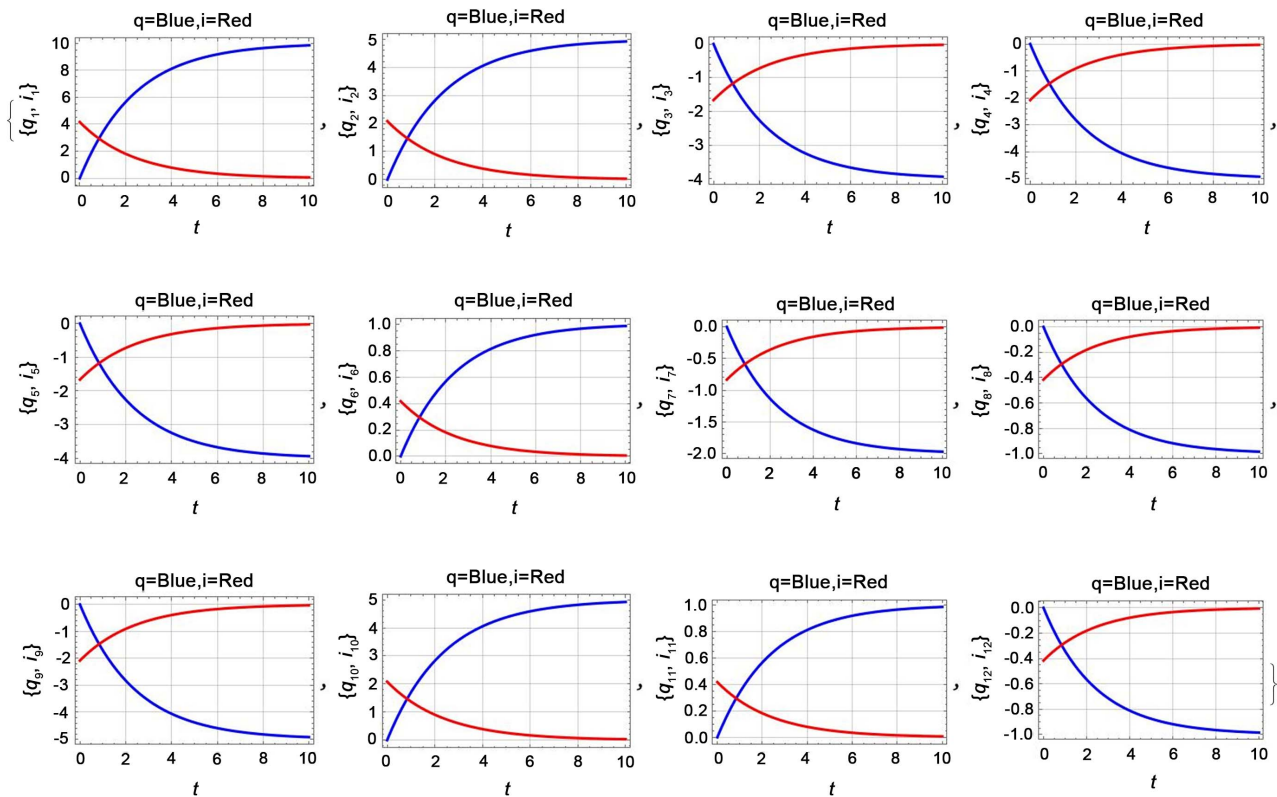 q=Blue,i=Red
q=Blue,i=Red
q=Blue,i=Red
q=Blue,i=Red
{
{q1, i1}
10
8
6
4
2
0
0 2 4 6 8 10
t
,
{q2, i2}
5
4
3
2
1
0
0 2 4 6 8 10
t
,
{q3, i3}
0
-1
-2
-3
-4
0 2 4 6 8 10
t
,
{q4, i4}
0
-1
-2
-3
-4
-5
0 2 4 6 8 10
t
,
q=Blue,i=Red
q=Blue,i=Red
q=Blue,i=Red
q=Blue,i=Red
{q5, i5}
0
-1
-2
-3
-4
0 2 4 6 8 10
t
,
{q6, i6}
1.0
0.8
0.6
0.4
0.2
0.0
0 2 4 6 8 10
t
,
{q7, i7}
0.0
-0.5
-1.0
-1.5
-2.0
0 2 4 6 8 10
t
,
{q8, i8}
0.0
-0.2
-0.4
-0.6
-0.8
-1.0
0 2 4 6 8 10
t
,
q=Blue,i=Red
q=Blue,i=Red
q=Blue,i=Red
q=Blue,i=Red
{q9, i9}
0
-1
-2
-3
-4
-5
0 2 4 6 8 10
t
,
{q10, i10}
5
4
3
2
1
0
0 2 4 6 8 10
t
,
{q11, i11}
1.0
0.8
0.6
0.4
0.2
0.0
0 2 4 6 8 10
t
,
{q12, i12}
0.0
-0.2
-0.4
-0.6
-0.8
-1.0
0 2 4 6 8 10
t
}